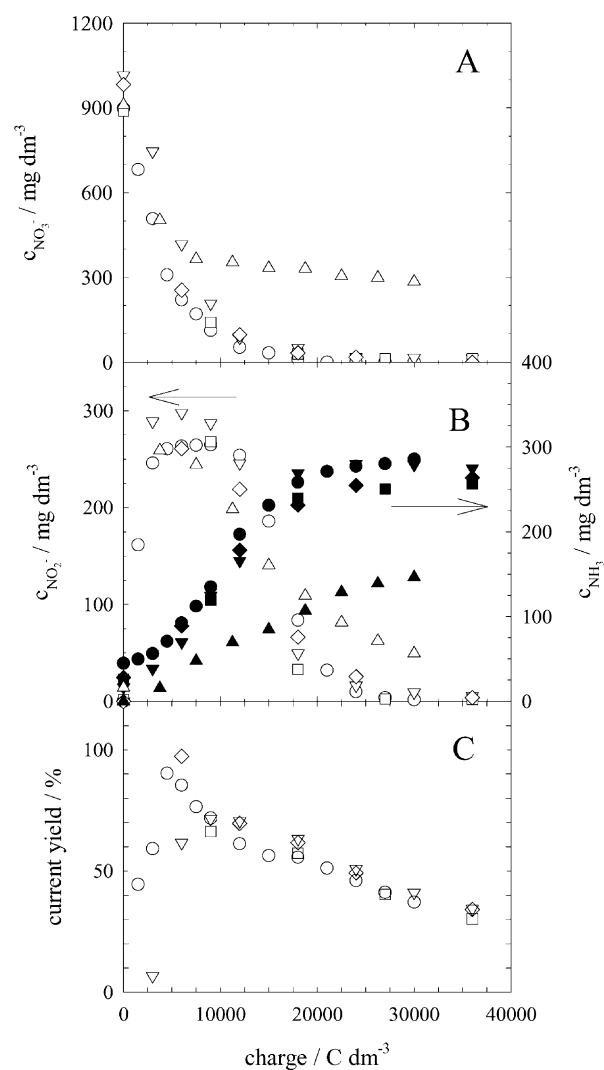 1200
A
900
600
300
0
c_NO₃⁻ / mg dm⁻³
400
B
300
300
200
200
100
100
0
0
c_NO₂⁻ / mg dm⁻³
c_NH₃ / mg dm⁻³
C
100
50
0
current yield / %
0 10000 20000 30000 40000
charge / C dm⁻³